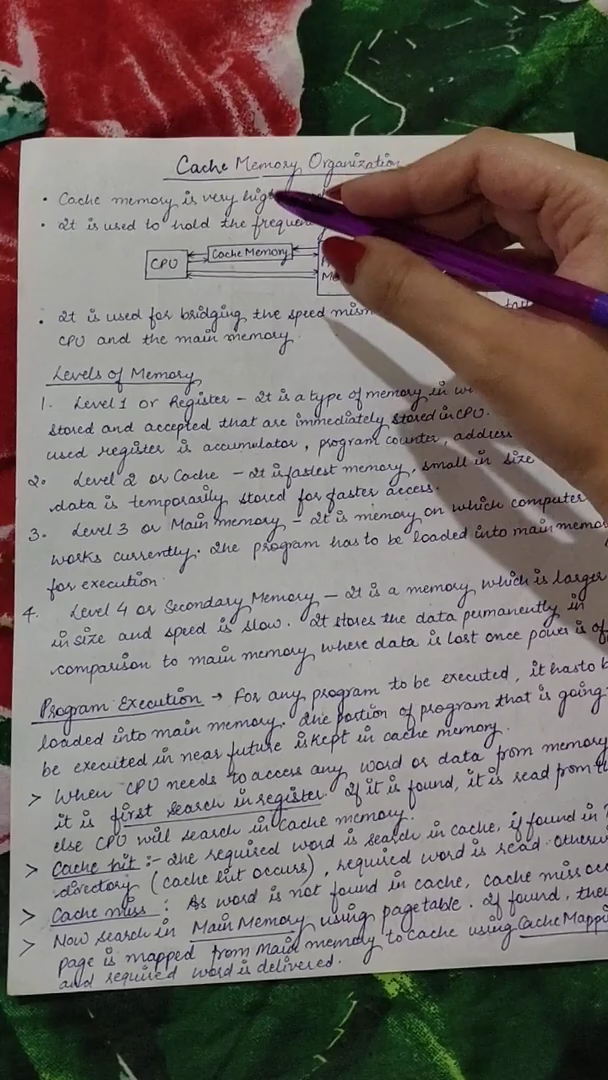 Cache Memory Organization
• Cache memory is very high
• It is used to hold the
CPU
Cache Memory
• It is used for bridging the speed
CPU and the main memory.
Levels of Memory
1. Level 1 or Register - It is a type of memory in
stored and accepted that are immediately stored in CPU.
used register is accumulator, program counter, address
2. Level 2 or Cache - It is fastest memory, small in size
data is temporarily stored for faster access.
3. Level 3 or Main memory - It is memory on which computer
works currently. The program has to be loaded into main
for execution.
4. Level 4 or Secondary Memory - It is a memory which is larger
in size and speed is slow. It stores the data permanently in
comparison to main memory where data is lost once power is
Program Execution → For any program to be executed, it has to
loaded into main memory. The portion of program that is going
be executed in near future is kept in cache memory.
> When CPU needs to access any word or data from memory
it is first search in register. If it is found, it is read from
else CPU will search in cache memory.
> Cache hit :- The required word is search in cache, if found in
directory (cache hit occurs), required word is read.
> Cache miss : As word is not found in cache, cache miss
> Now search in Main Memory using page table. If found,
page is mapped from main memory to cache using Cache
and required word is delivered.